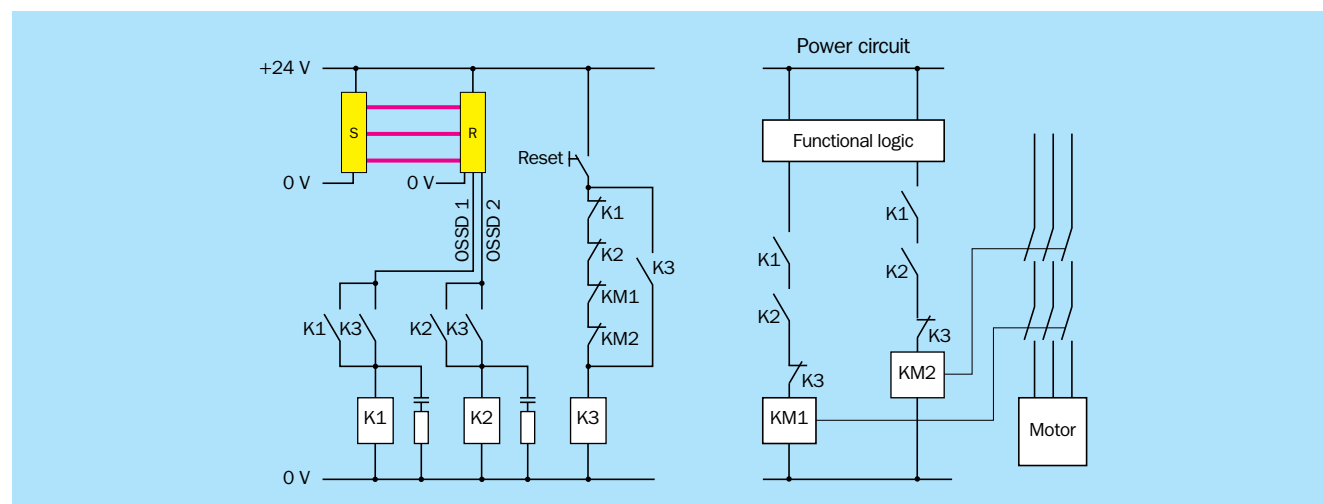 Power circuit
+24 V
S
R
Functional logic
Reset
0 V
0 V
OSSD 1
OSSD 2
K1
K2
KM1
KM2
K3
K1
K3
K2
K3
K1
K2
K3
K1
K2
K3
K1
K2
K3
KM1
KM2
Motor
0 V